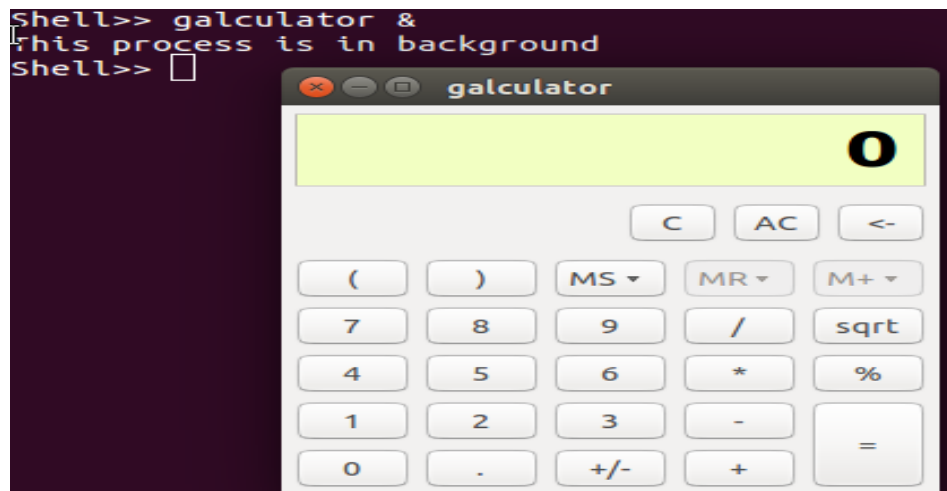 Shell>> galculator &
This process is in background
Shell>>
galculator
0
C AC <-
( ) MS MR M+
7 8 9 / sqrt
4 5 6 * %
1 2 3 - =
0 . +/- +